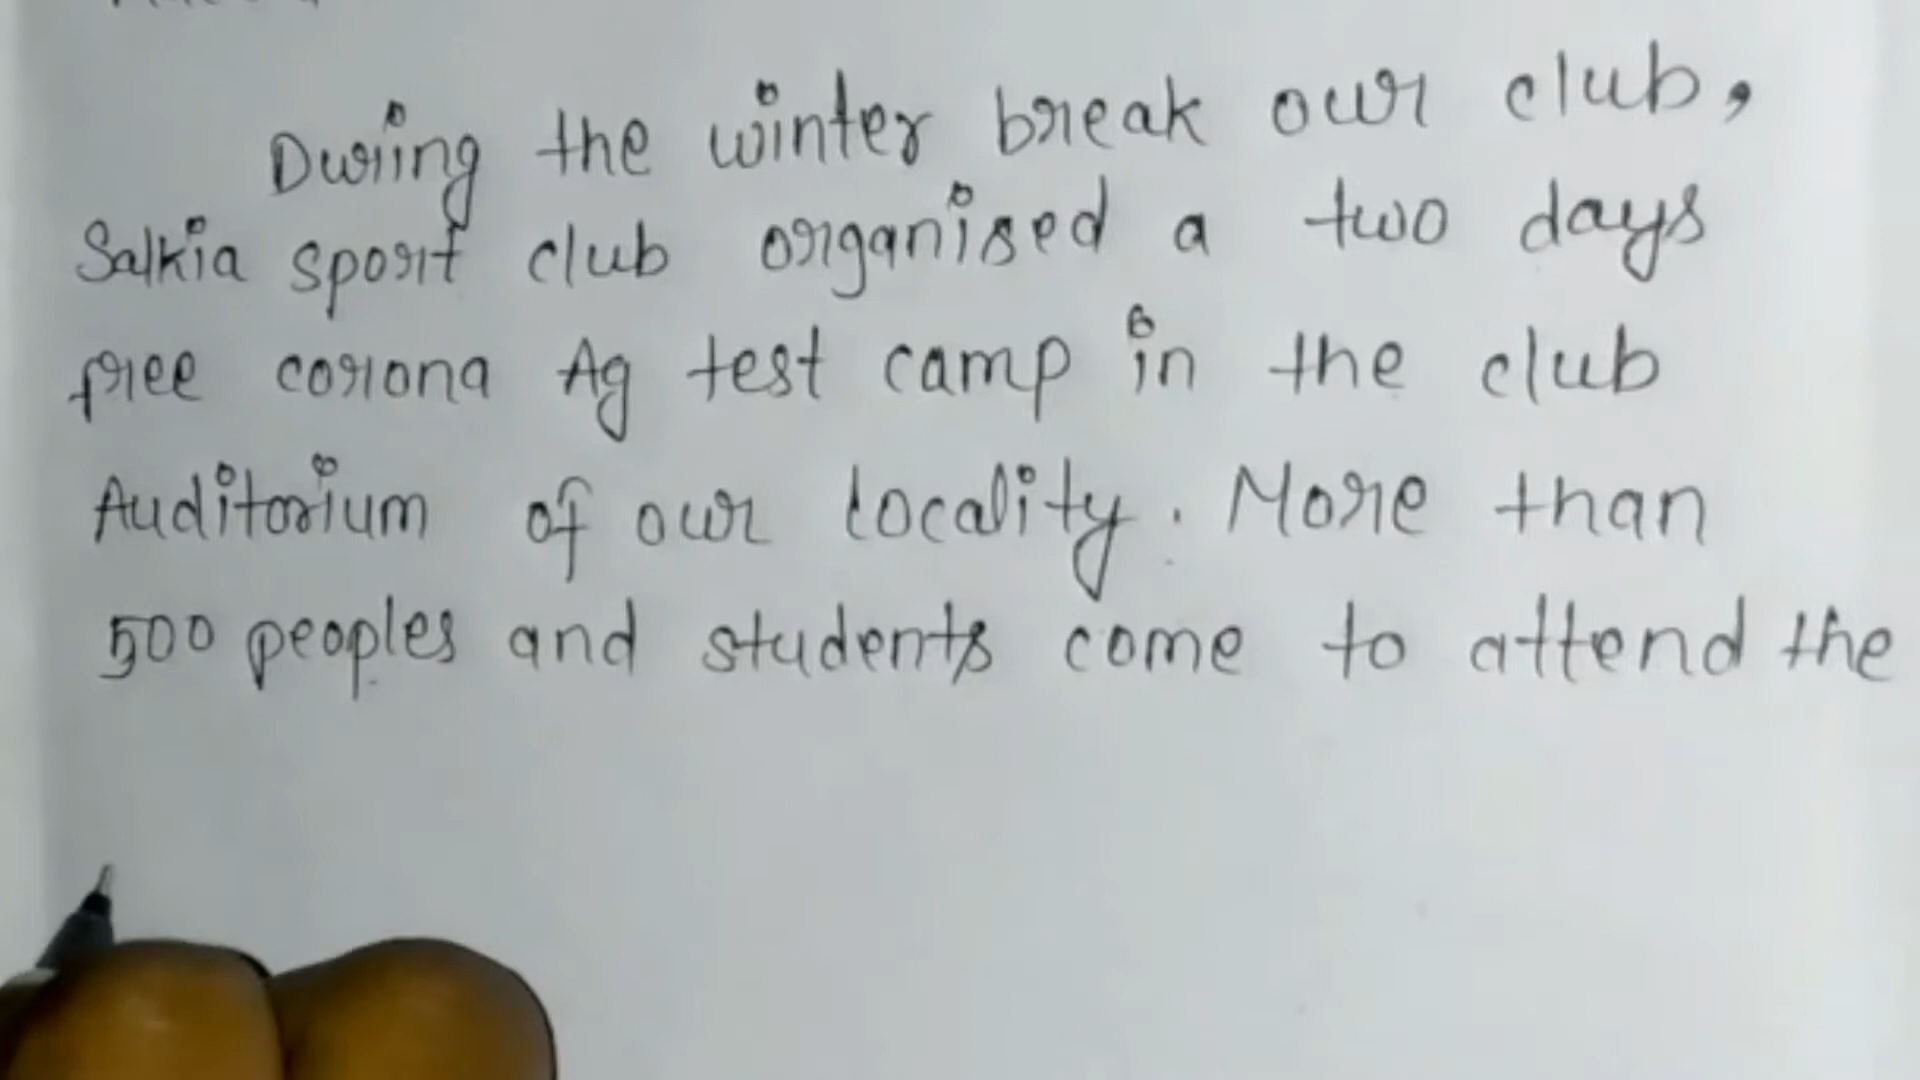 During the winter break our club,
Salkia sport club organised a two days
free corona Ag test camp in the club
Auditorium of our locality. More than
500 peoples and students come to attend the